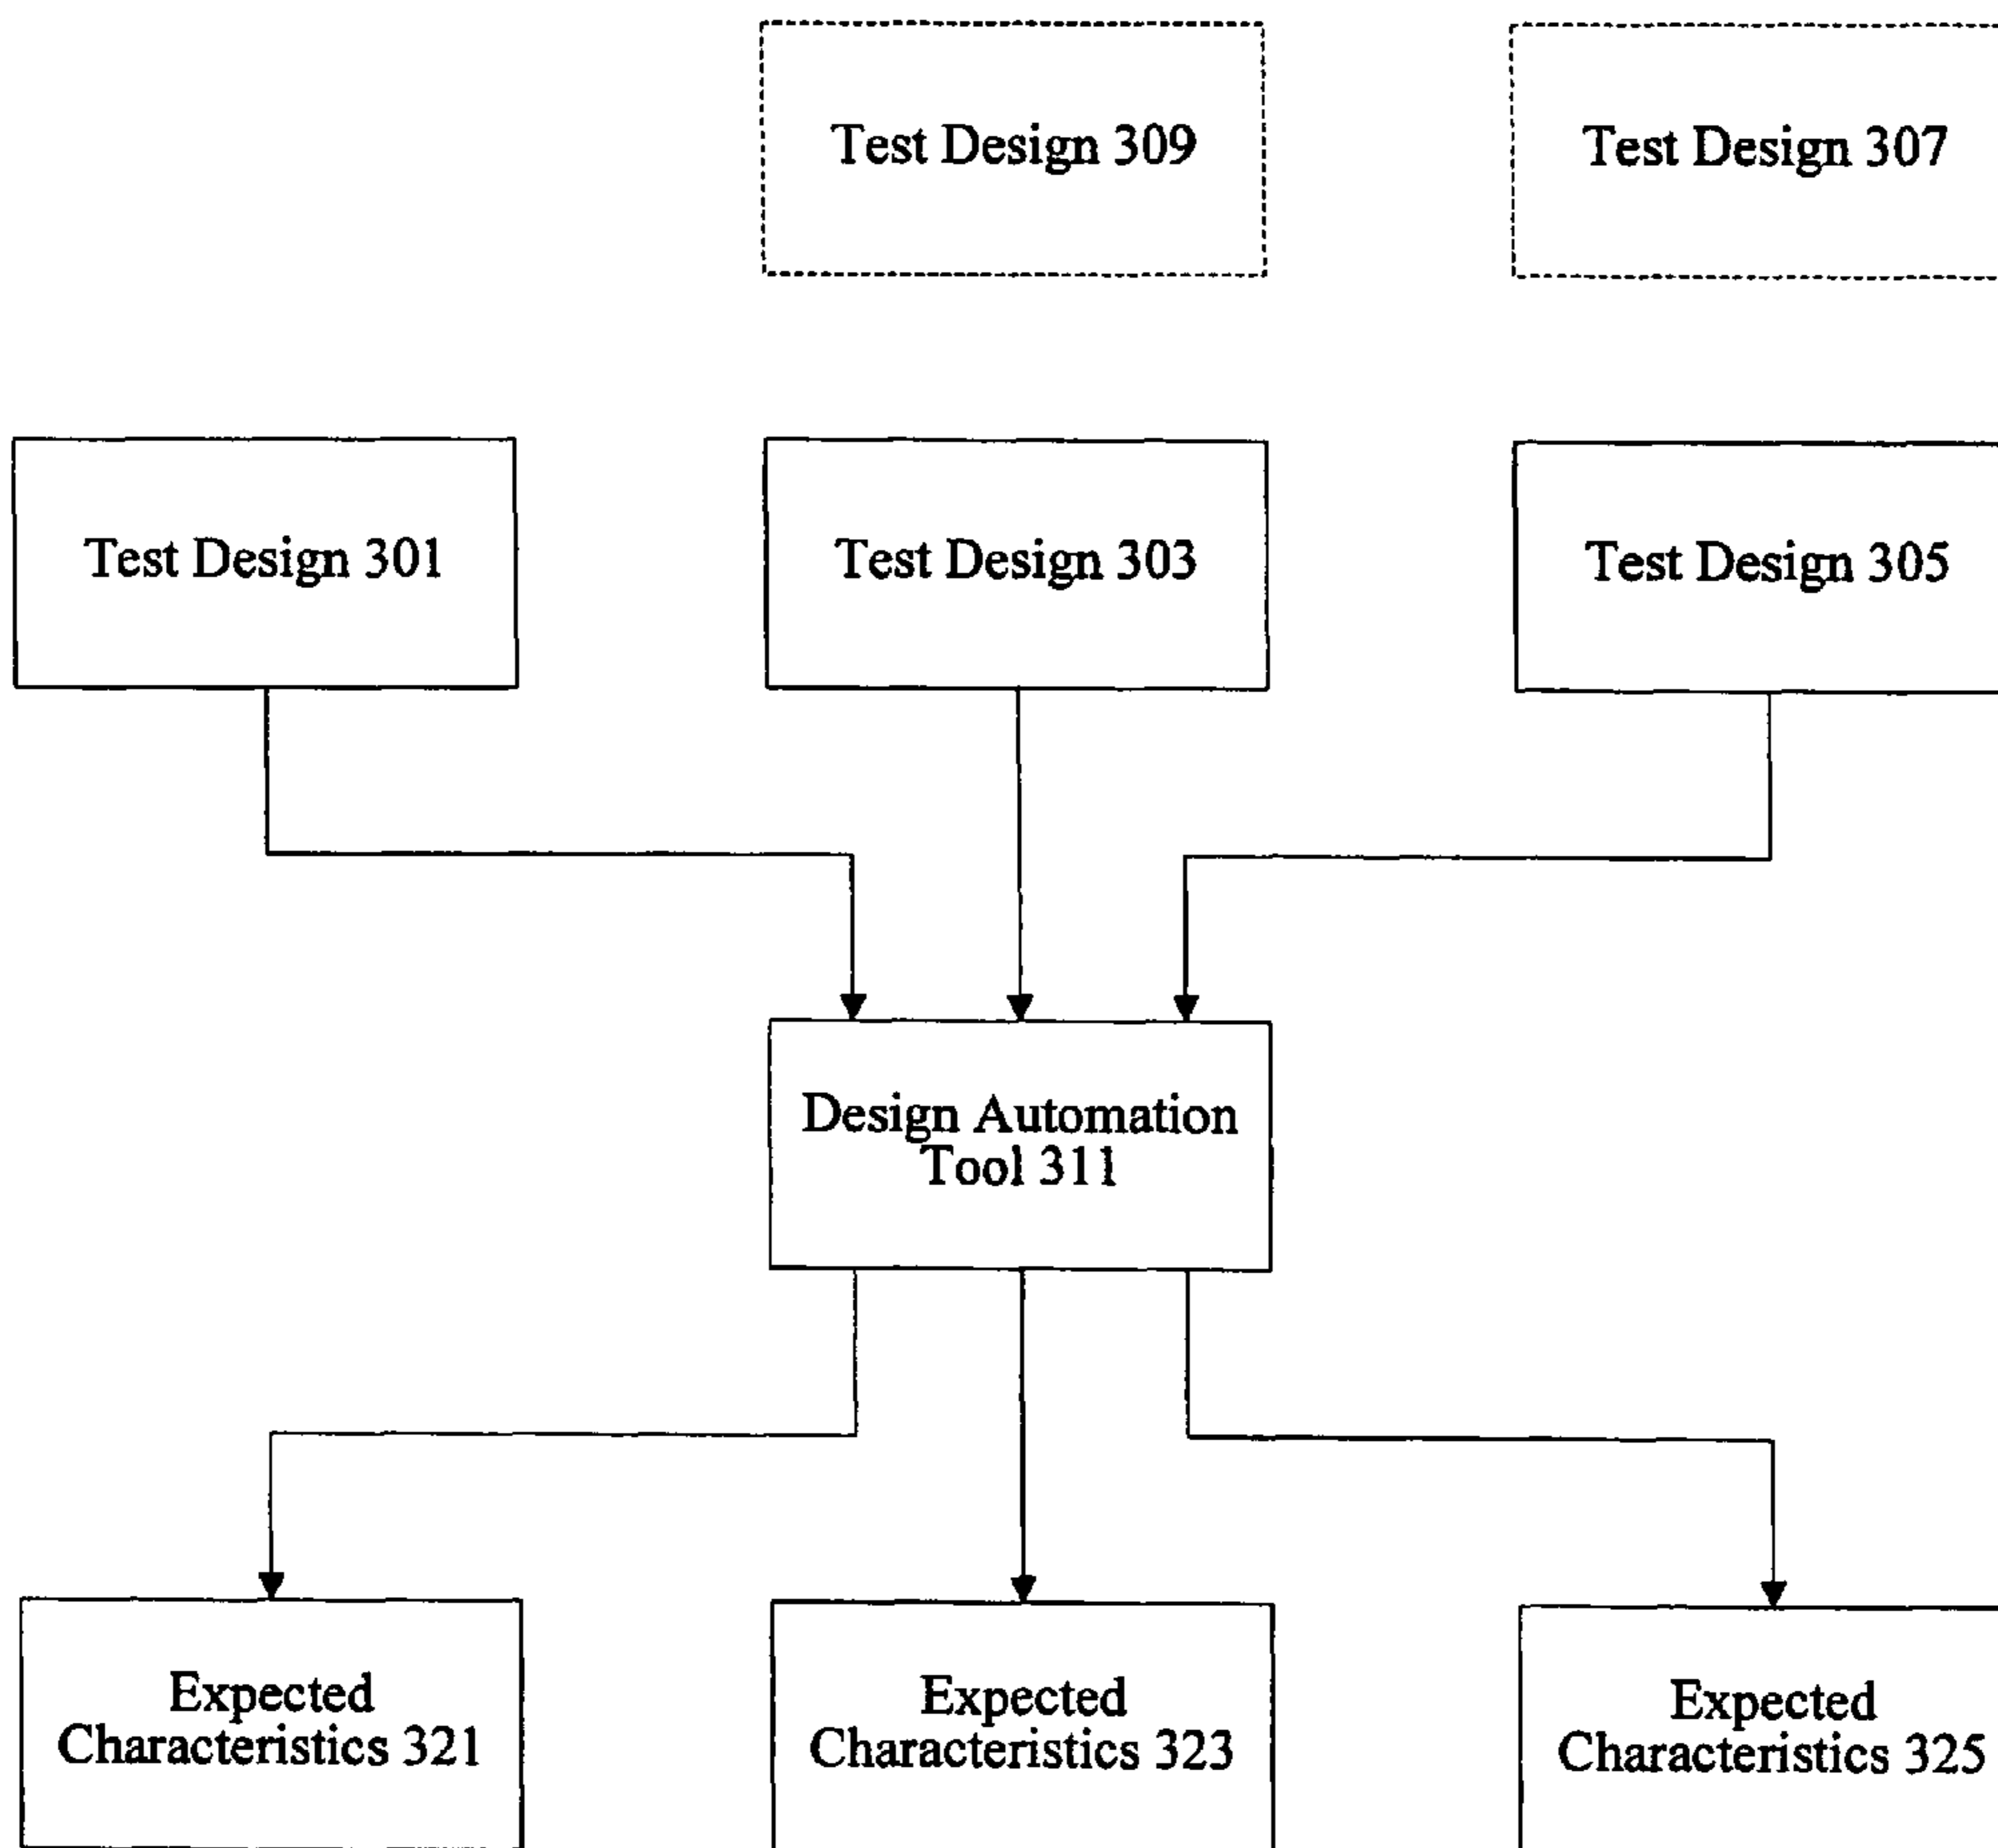 Test Design 309
Test Design 307
Test Design 301
Test Design 303
Test Design 305
Design Automation
Tool 311
Expected
Characteristics 321
Expected
Characteristics 323
Expected
Characteristics 325